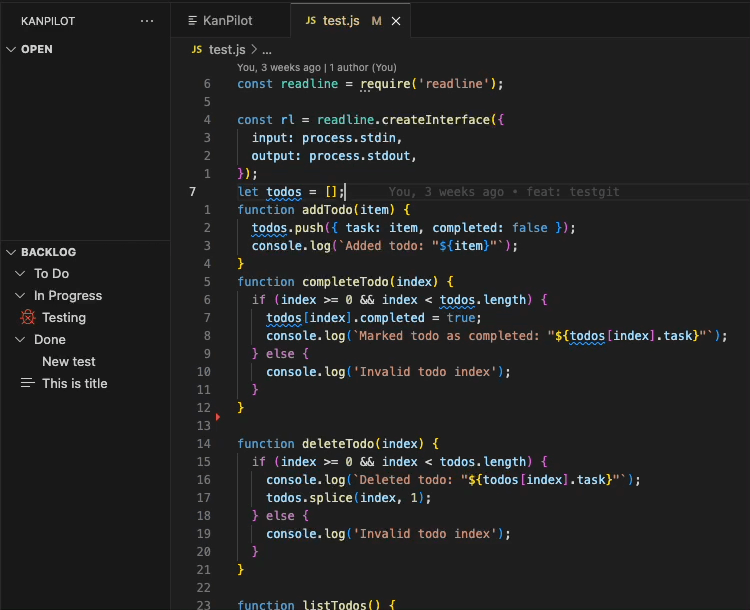 KANPILOT ...
OPEN
BACKLOG
To Do
In Progress
Testing
Done
New test
This is title
KanPilot
JS test.js M
JS test.js > ...
You, 3 weeks ago | 1 author (You)
6 const readline = require('readline');
5
4 const rl = readline.createInterface({
3 input: process.stdin,
2 output: process.stdout,
1 });
7 let todos = []; You, 3 weeks ago • feat: testgit
1 function addTodo(item) {
2 todos.push({ task: item, completed: false });
3 console.log(`Added todo: "${item}"`);
4 }
5 function completeTodo(index) {
6 if (index >= 0 && index < todos.length) {
7 todos[index].completed = true;
8 console.log(`Marked todo as completed: "${todos[index].task}"`);
9 } else {
10 console.log('Invalid todo index');
11 }
12 }
13
14 function deleteTodo(index) {
15 if (index >= 0 && index < todos.length) {
16 console.log(`Deleted todo: "${todos[index].task}"`);
17 todos.splice(index, 1);
18 } else {
19 console.log('Invalid todo index');
20 }
21 }
22
23 function listTodos() {